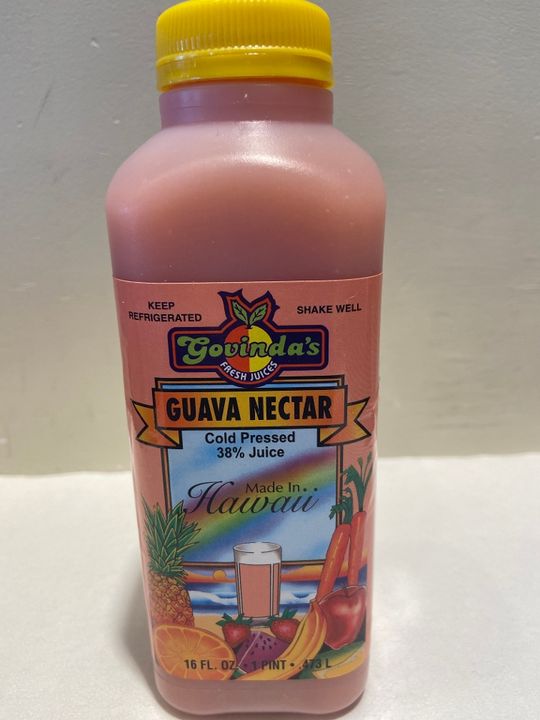 KEEP
REFRIGERATED
SHAKE WELL
Govinda's
FRESH JUICES
GUAVA NECTAR
Cold Pressed
38% Juice
Made In
Hawaii
16 FL. OZ. • 1 PINT • .473 L